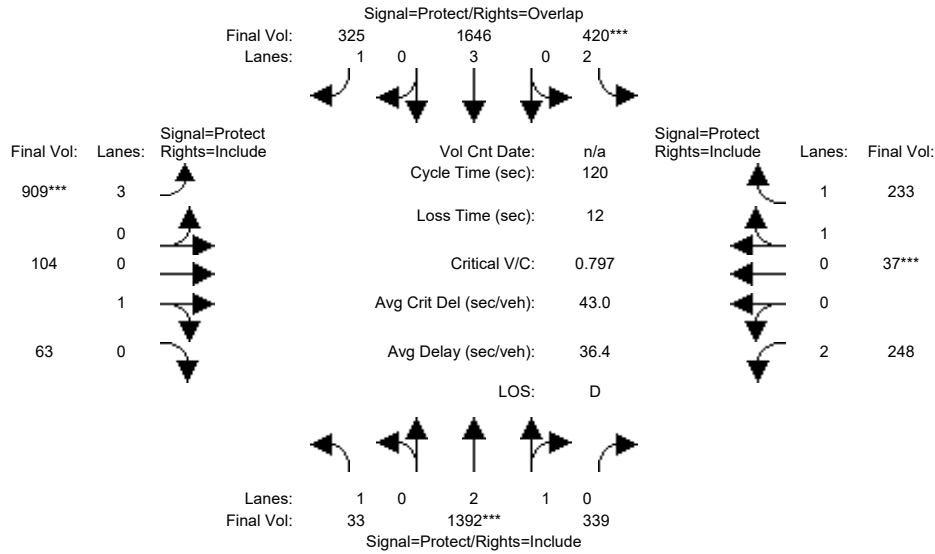 Signal=Protect/Rights=Overlap
Final Vol: 325 1646 420***
Lanes: 1 0 3 0 2
Signal=Protect
Final Vol: Lanes: Rights=Include
Vol Cnt Date: n/a
Signal=Protect
Rights=Include Lanes: Final Vol:
Cycle Time (sec): 120
909*** 3
1 233
Loss Time (sec): 12
0
1
104 0
Critical V/C: 0.797
0 37***
1
Avg Crit Del (sec/veh): 43.0
0
63 0
Avg Delay (sec/veh): 36.4
2 248
LOS: D
Lanes: 1 0 2 1 0
Final Vol: 33 1392*** 339
Signal=Protect/Rights=Include